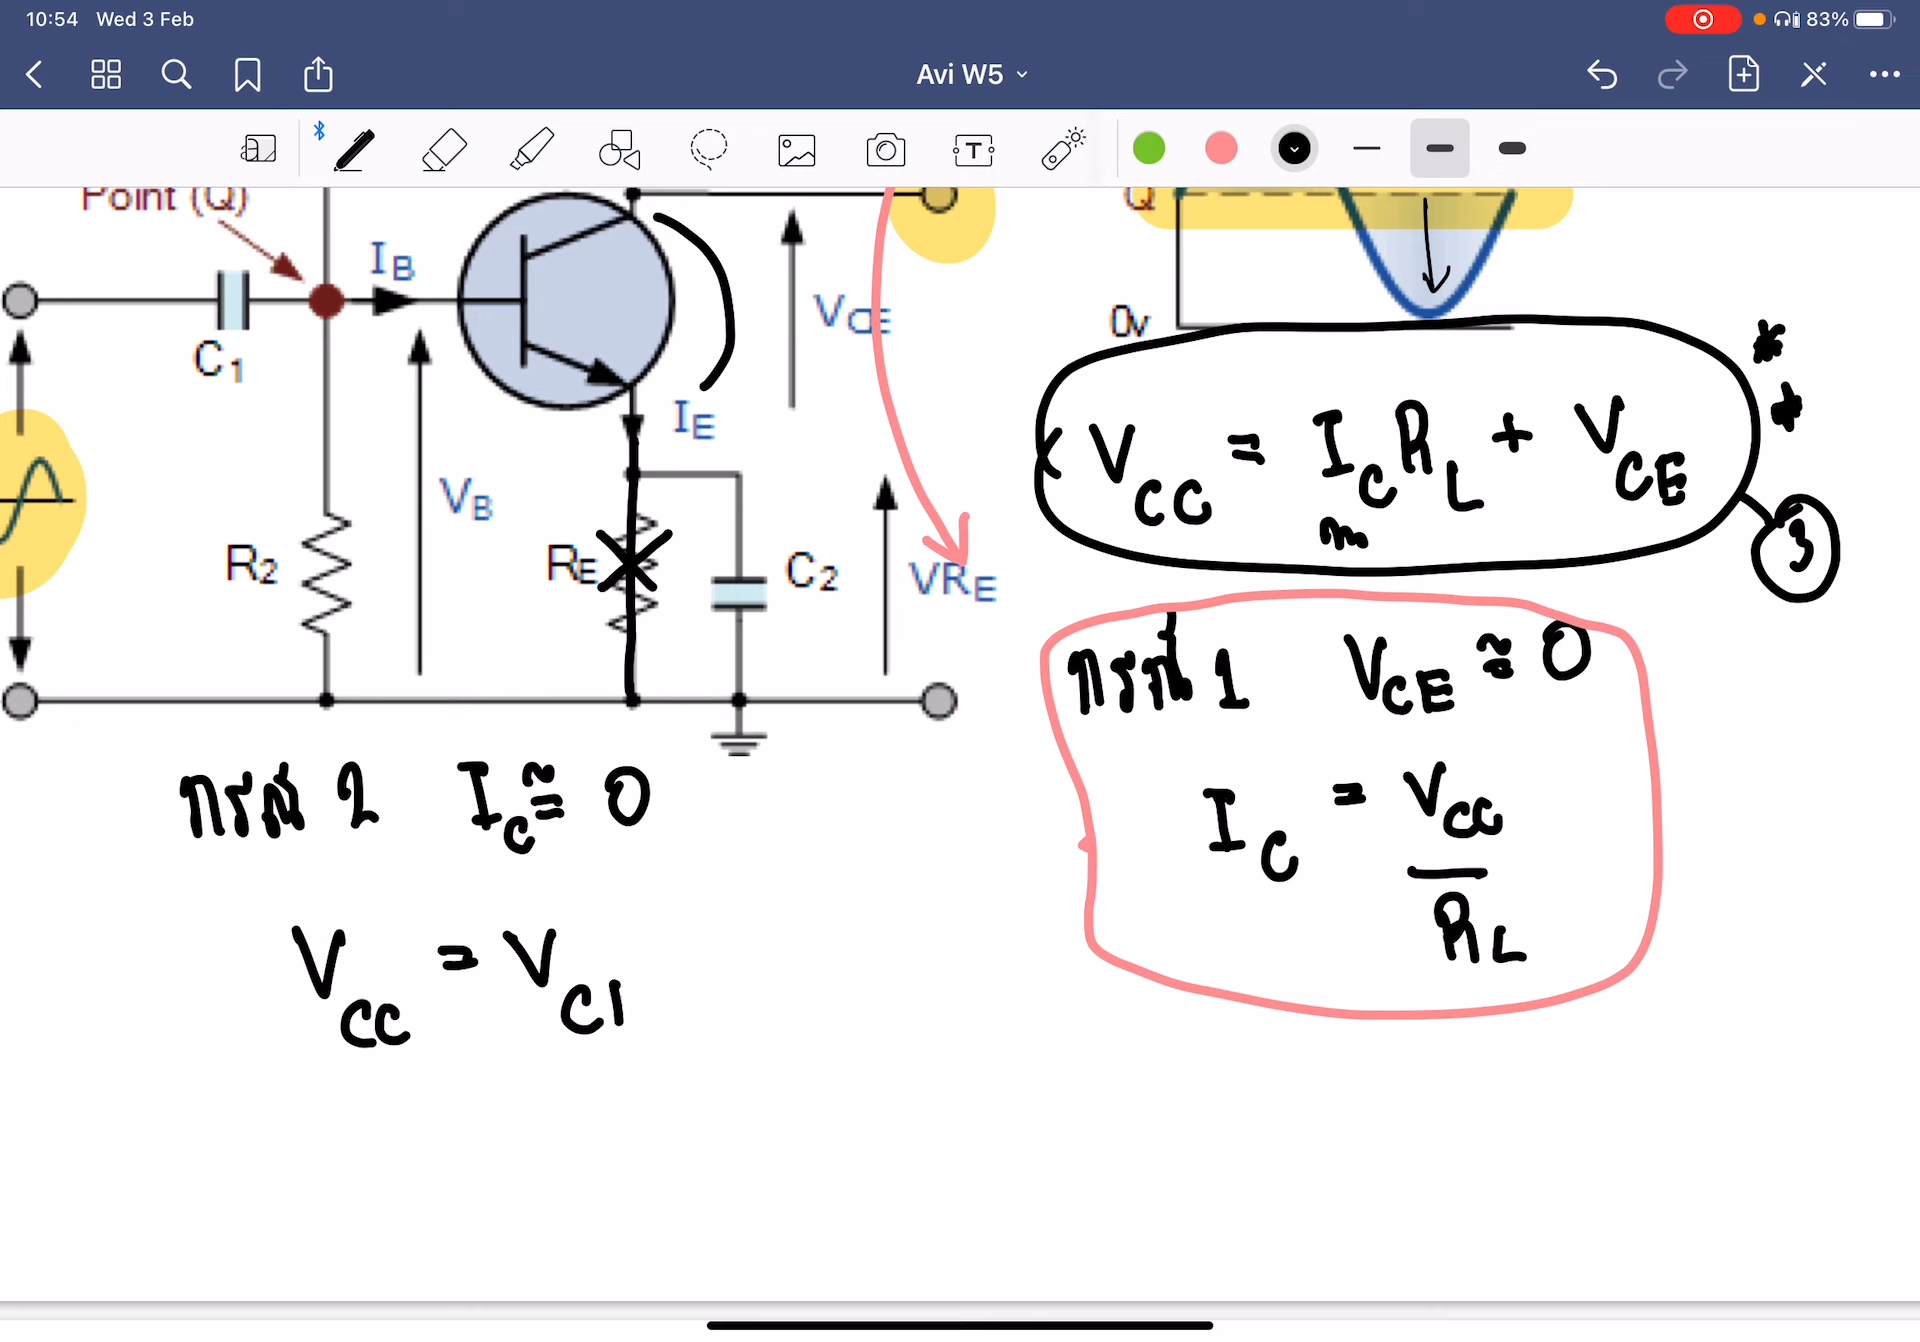 10:54 Wed 3 Feb
83%
Avi W5
a
T
Point (Q)
Q
IB
VCE
0v
C1
IE
VB
VCC = ICRL + VCE
3
R2
RE
C2
VRE
กรณี 1 VCE ≅ 0
IC = VCC
RL
กรณี 2 IC ≅ 0
VCC = VCI